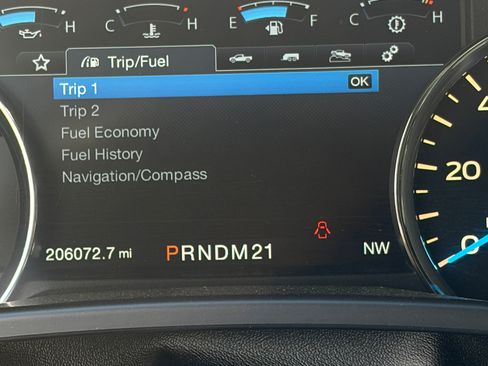 H C H E F C H
Trip/Fuel
Trip 1 OK
Trip 2
Fuel Economy
Fuel History
Navigation/Compass
20
206072.7 mi PRNDM21 NW 0